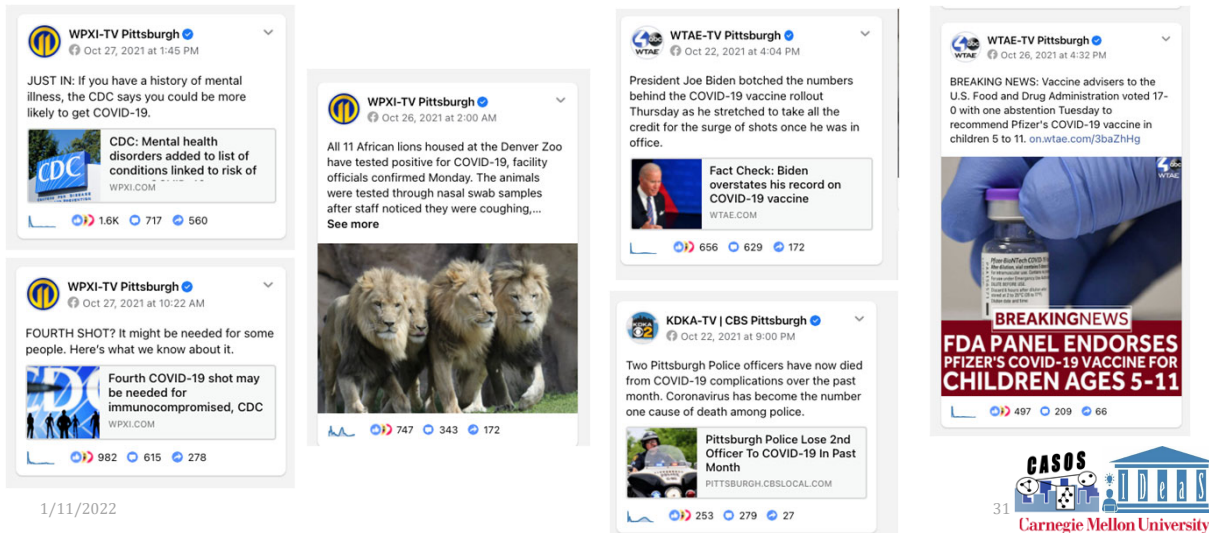 WPXI-TV Pittsburgh
Oct 27, 2021 at 1:45 PM
JUST IN: If you have a history of mental
illness, the CDC says you could be more
likely to get COVID-19.
CDC
CDC: Mental health
disorders added to list of
conditions linked to risk of
WPXI.COM
1.6K 717 560
WPXI-TV Pittsburgh
Oct 27, 2021 at 10:22 AM
FOURTH SHOT? It might be needed for some
people. Here's what we know about it.
Fourth COVID-19 shot may
be needed for
immunocompromised, CDC
WPXI.COM
982 615 278
WPXI-TV Pittsburgh
Oct 26, 2021 at 2:00 AM
All 11 African lions housed at the Denver Zoo
have tested positive for COVID-19, facility
officials confirmed Monday. The animals
were tested through nasal swab samples
after staff noticed they were coughing,...
See more
747 343 172
WTAE-TV Pittsburgh
Oct 22, 2021 at 4:04 PM
President Joe Biden botched the numbers
behind the COVID-19 vaccine rollout
Thursday as he stretched to take all the
credit for the surge of shots once he was in
office.
Fact Check: Biden
overstates his record on
COVID-19 vaccine
WTAE.COM
656 629 172
KDKA-TV | CBS Pittsburgh
Oct 22, 2021 at 9:00 PM
Two Pittsburgh Police officers have now died
from COVID-19 complications over the past
month. Coronavirus has become the number
one cause of death among police.
Pittsburgh Police Lose 2nd
Officer To COVID-19 In Past
Month
PITTSBURGH.CBSLOCAL.COM
253 279 27
WTAE-TV Pittsburgh
Oct 26, 2021 at 4:32 PM
BREAKING NEWS: Vaccine advisers to the
U.S. Food and Drug Administration voted 17-
0 with one abstention Tuesday to
recommend Pfizer's COVID-19 vaccine in
children 5 to 11. on.wtae.com/3baZhHg
WTAE
BREAKINGNEWS
FDA PANEL ENDORSES
PFIZER'S COVID-19 VACCINE FOR
CHILDREN AGES 5-11
497 209 66
1/11/2022
31
CASOS
IDeaS
Carnegie Mellon University